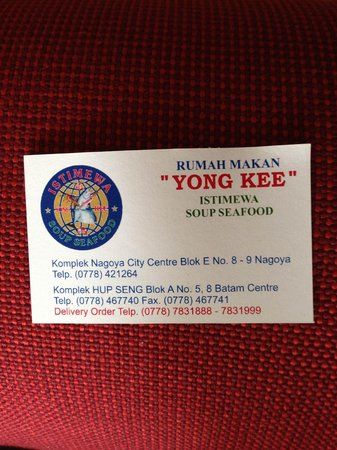 ISTIMEWA
SOUP SEAFOOD
RUMAH MAKAN
"YONG KEE"
ISTIMEWA
SOUP SEAFOOD
Komplek Nagoya City Centre Blok E No. 8 - 9 Nagoya
Telp. (0778) 421264
Komplek HUP SENG Blok A No. 5, 8 Batam Centre
Telp. (0778) 467740 Fax. (0778) 467741
Delivery Order Telp. (0778) 7831888 - 7831999